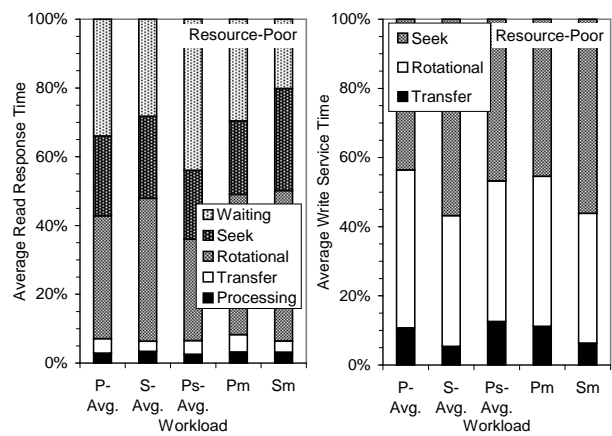 Average Read Response Time
100%
80%
60%
40%
20%
0%
Resource-Poor
Waiting
Seek
Rotational
Transfer
Processing
P-
Avg.
S-
Avg.
Ps-
Avg.
Pm
Sm
Workload
Average Write Service Time
100%
80%
60%
40%
20%
0%
Resource-Poor
Seek
Rotational
Transfer
P-
Avg.
S-
Avg.
Ps-
Avg.
Pm
Sm
Workload